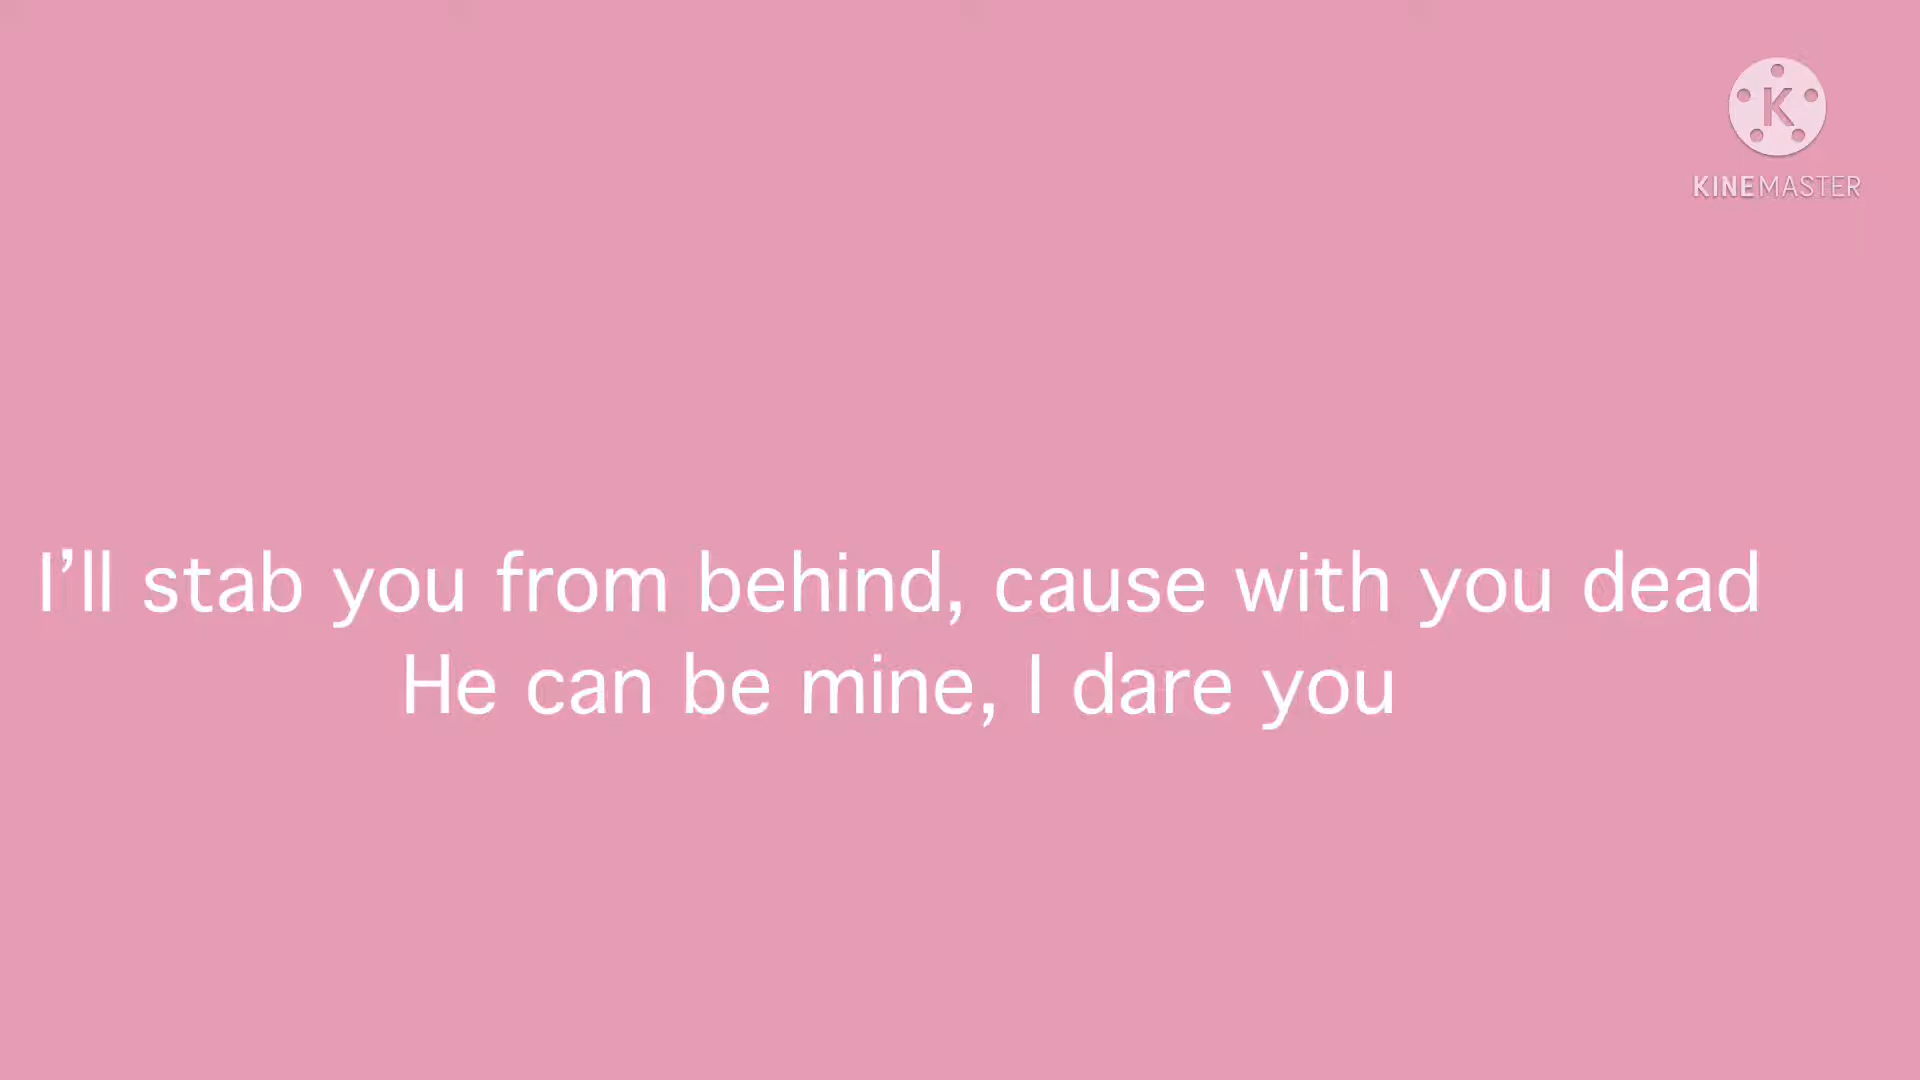 K
KINEMASTER
I’ll stab you from behind, cause with you dead
He can be mine, I dare you